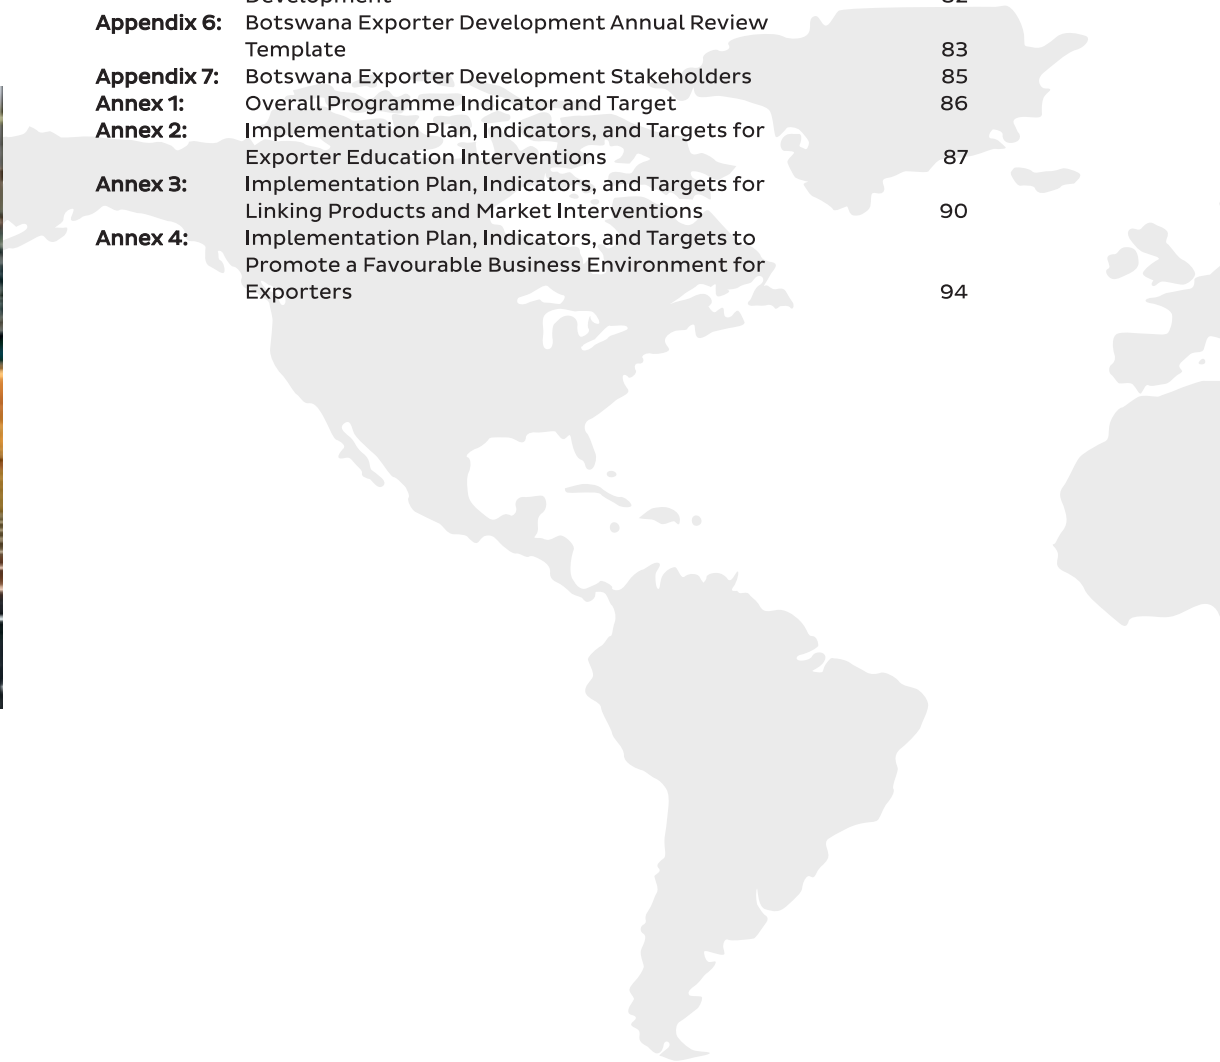 Development 82
Appendix 6: Botswana Exporter Development Annual Review
Template 83
Appendix 7: Botswana Exporter Development Stakeholders 85
Annex 1: Overall Programme Indicator and Target 86
Annex 2: Implementation Plan, Indicators, and Targets for
Exporter Education Interventions 87
Annex 3: Implementation Plan, Indicators, and Targets for
Linking Products and Market Interventions 90
Annex 4: Implementation Plan, Indicators, and Targets to
Promote a Favourable Business Environment for
Exporters 94